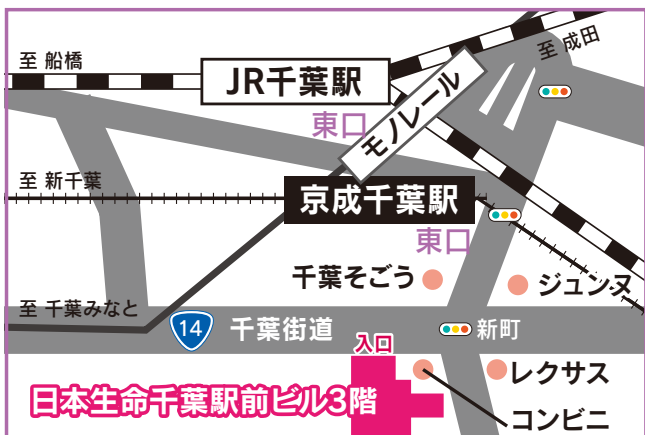 至 船橋
至 成田
JR千葉駅
東口
モノレール
至 新千葉
京成千葉駅
東口
千葉そごう
ジュンヌ
至 千葉みなと
14
千葉街道
新町
入口
レクサス
日本生命千葉駅前ビル3階
コンビニ